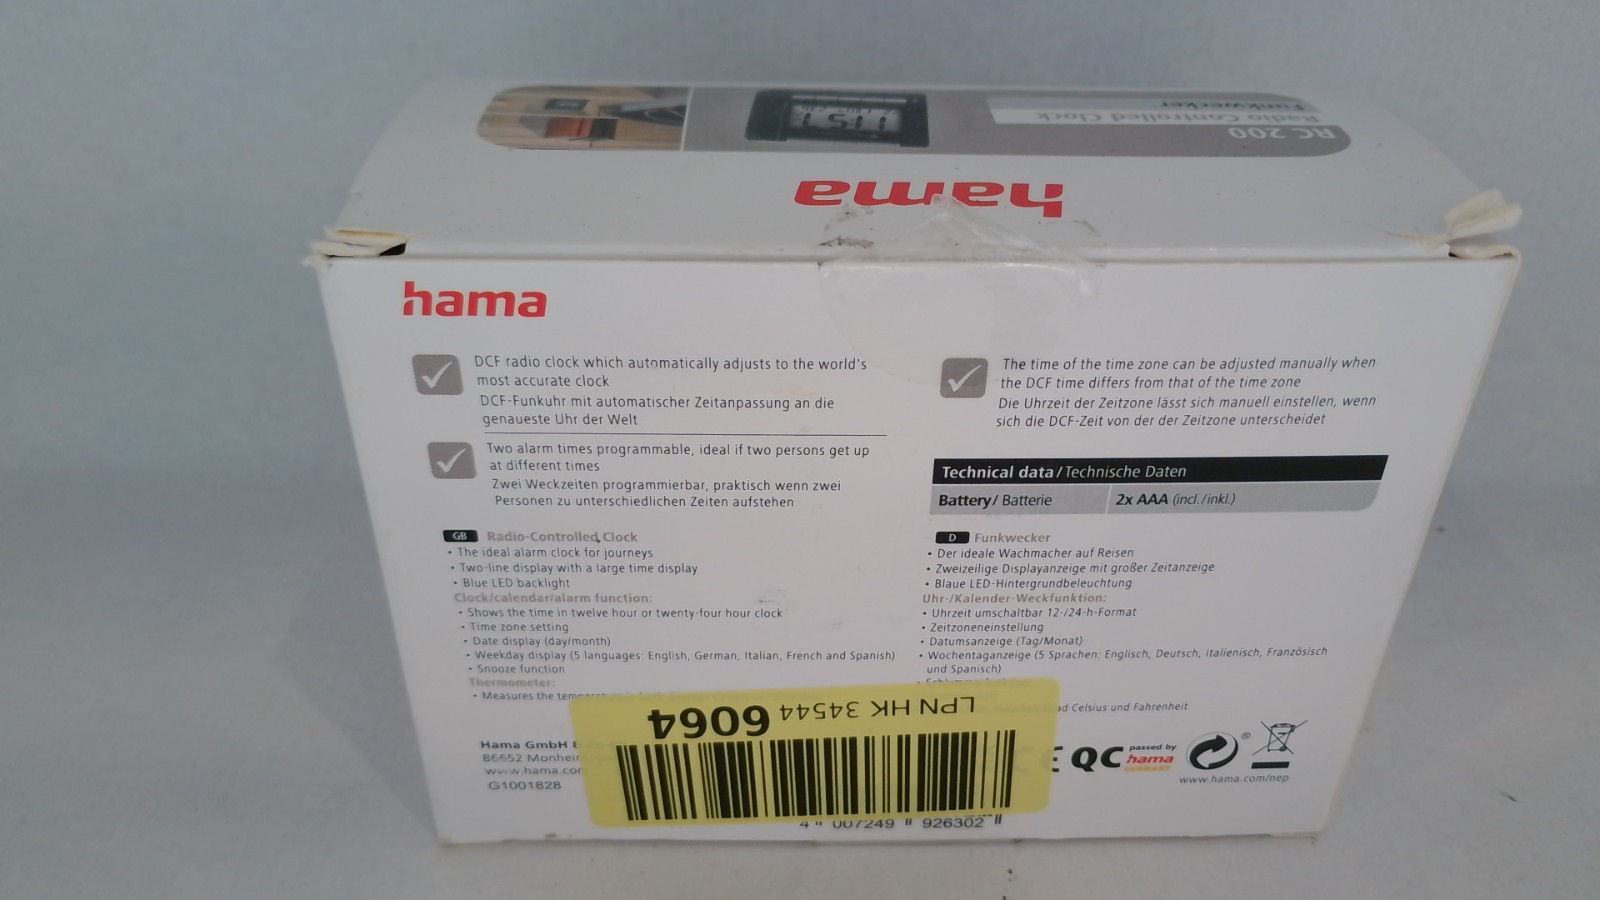 RC 200
Radio Controlled Clock
Funkwecker
hama
hama
DCF radio clock which automatically adjusts to the world's
most accurate clock
DCF-Funkuhr mit automatischer Zeitanpassung an die
genaueste Uhr der Welt
Two alarm times programmable, ideal if two persons get up
at different times
Zwei Weckzeiten programmierbar, praktisch wenn zwei
Personen zu unterschiedlichen Zeiten aufstehen
The time of the time zone can be adjusted manually when
the DCF time differs from that of the time zone
Die Uhrzeit der Zeitzone lässt sich manuell einstellen, wenn
sich die DCF-Zeit von der der Zeitzone unterscheidet
Technical data/Technische Daten
Battery/ Batterie 2x AAA (incl./inkl.)
GB Radio-Controlled Clock
• The ideal alarm clock for journeys
• Two-line display with a large time display
• Blue LED backlight
Clock/calendar/alarm function:
• Shows the time in twelve hour or twenty-four hour clock
• Time zone setting
• Date display (day/month)
• Weekday display (5 languages: English, German, Italian, French and Spanish)
• Snooze function
Thermometer:
• Measures the
D Funkwecker
• Der ideale Wachmacher auf Reisen
• Zweizeilige Displayanzeige mit großer Zeitanzeige
• Blaue LED-Hintergrundbeleuchtung
Uhr-/Kalender-Weckfunktion:
• Uhrzeit umschaltbar 12-/24-h-Format
• Zeitzoneneinstellung
• Datumsanzeige (Tag/Monat)
• Wochentaganzeige (5 Sprachen: Englisch, Deutsch, Italienisch, Französisch
und Spanisch)
Celsius und Fahrenheit
Hama GmbH &
86652 Monheim
www.hama.com
G1001828
LPN HK 34544 6064
4 007249 926302
QC passed by
hama
GERMANY
®
www.hama.com/nep